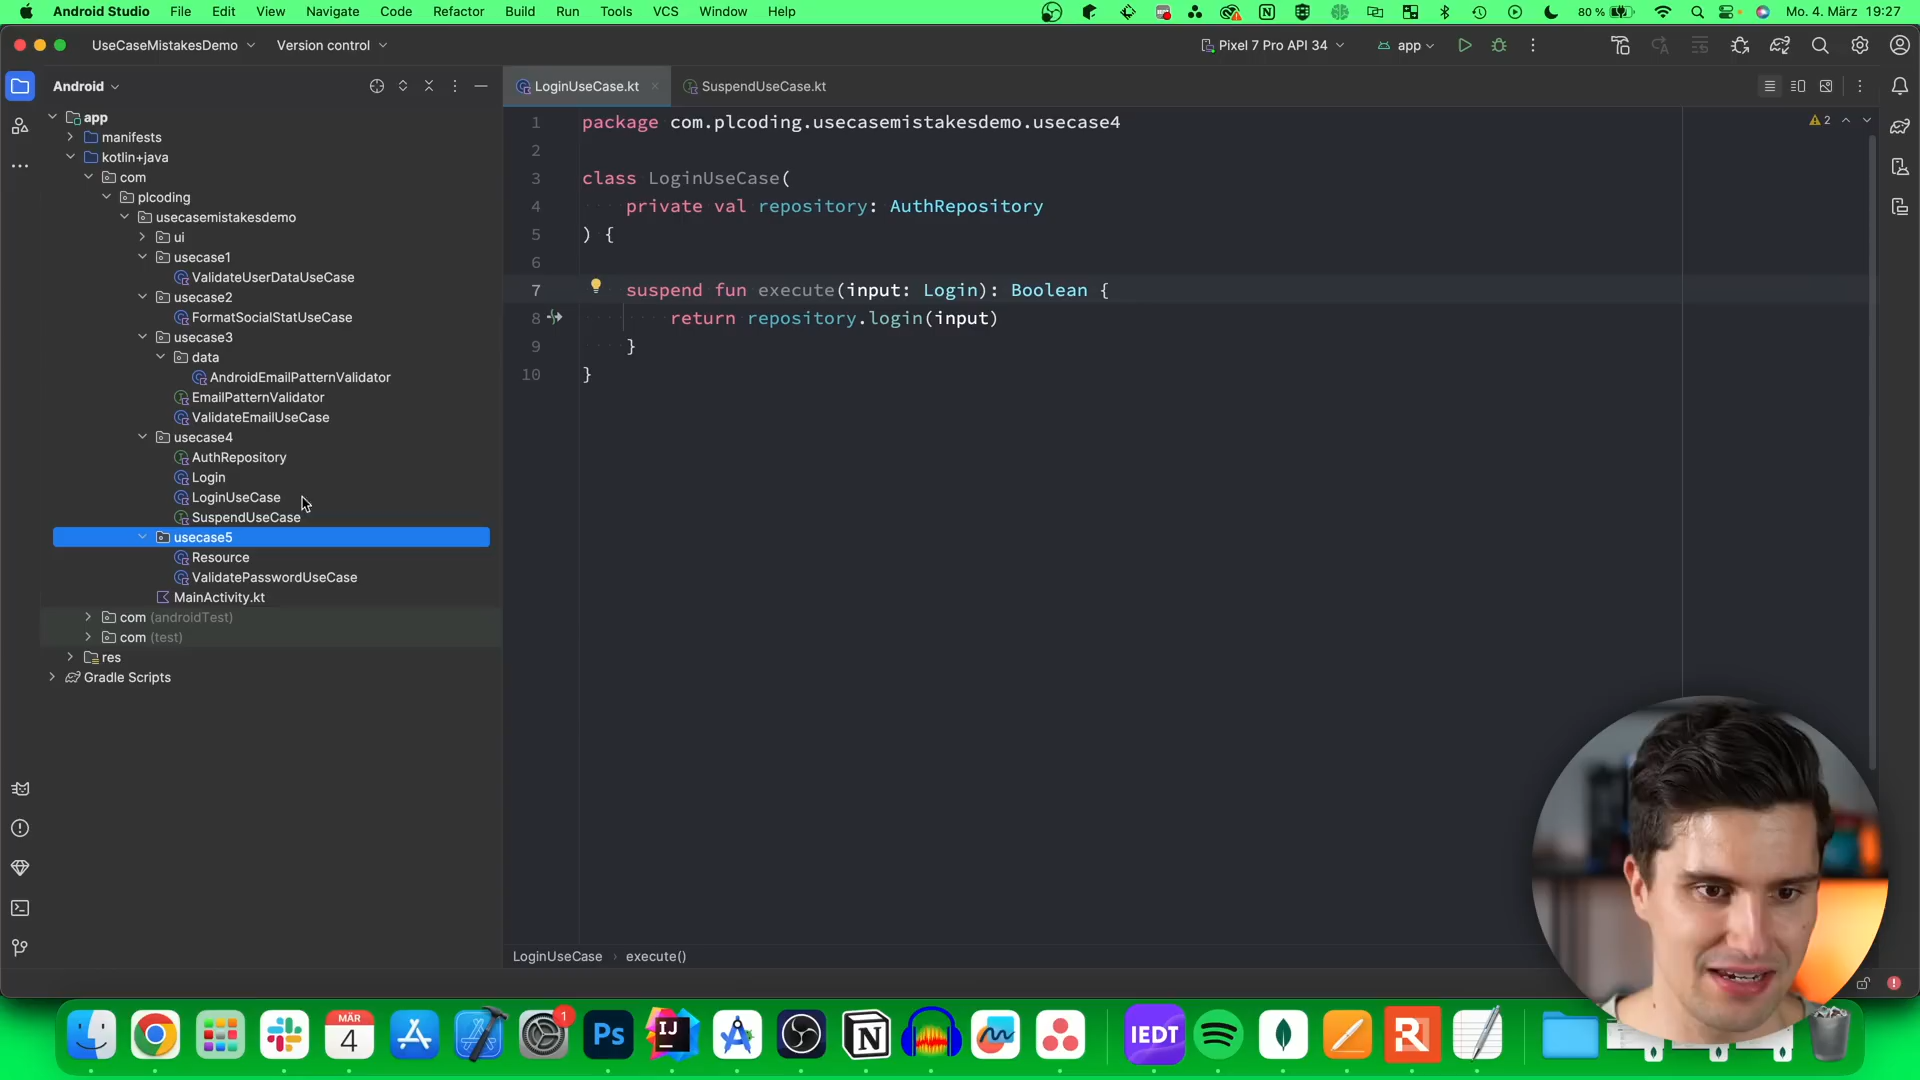 Android Studio File Edit View Navigate Code Refactor Build Run Tools VCS Window Help 80 % Mo. 4. März 19:27
UseCaseMistakesDemo Version control Pixel 7 Pro API 34 app
Android
LoginUseCase.kt SuspendUseCase.kt
app
manifests
kotlin+java
com
plcoding
usecasemistakesdemo
ui
usecase1
ValidateUserDataUseCase
usecase2
FormatSocialStatUseCase
usecase3
data
AndroidEmailPatternValidator
EmailPatternValidator
ValidateEmailUseCase
usecase4
AuthRepository
Login
LoginUseCase
SuspendUseCase
usecase5
Resource
ValidatePasswordUseCase
MainActivity.kt
com (androidTest)
com (test)
res
Gradle Scripts
1 package com.plcoding.usecasemistakesdemo.usecase4
2
3 class LoginUseCase(
4 private val repository: AuthRepository
5 ) {
6
7 suspend fun execute(input: Login): Boolean {
8 return repository.login(input)
9 }
10 }
2
LoginUseCase › execute()
MÄR
4
1
Ps
IJ
IEDT